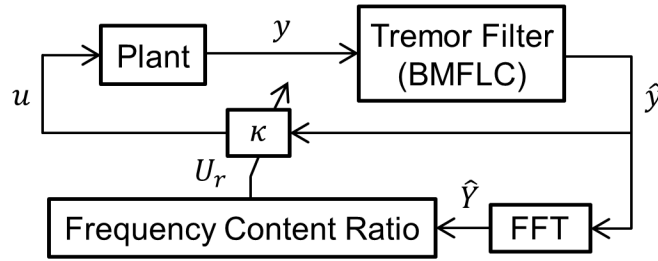 y
Plant
Tremor Filter
(BMFLC)
u
ŷ
κ
U_r
Ŷ
Frequency Content Ratio
FFT